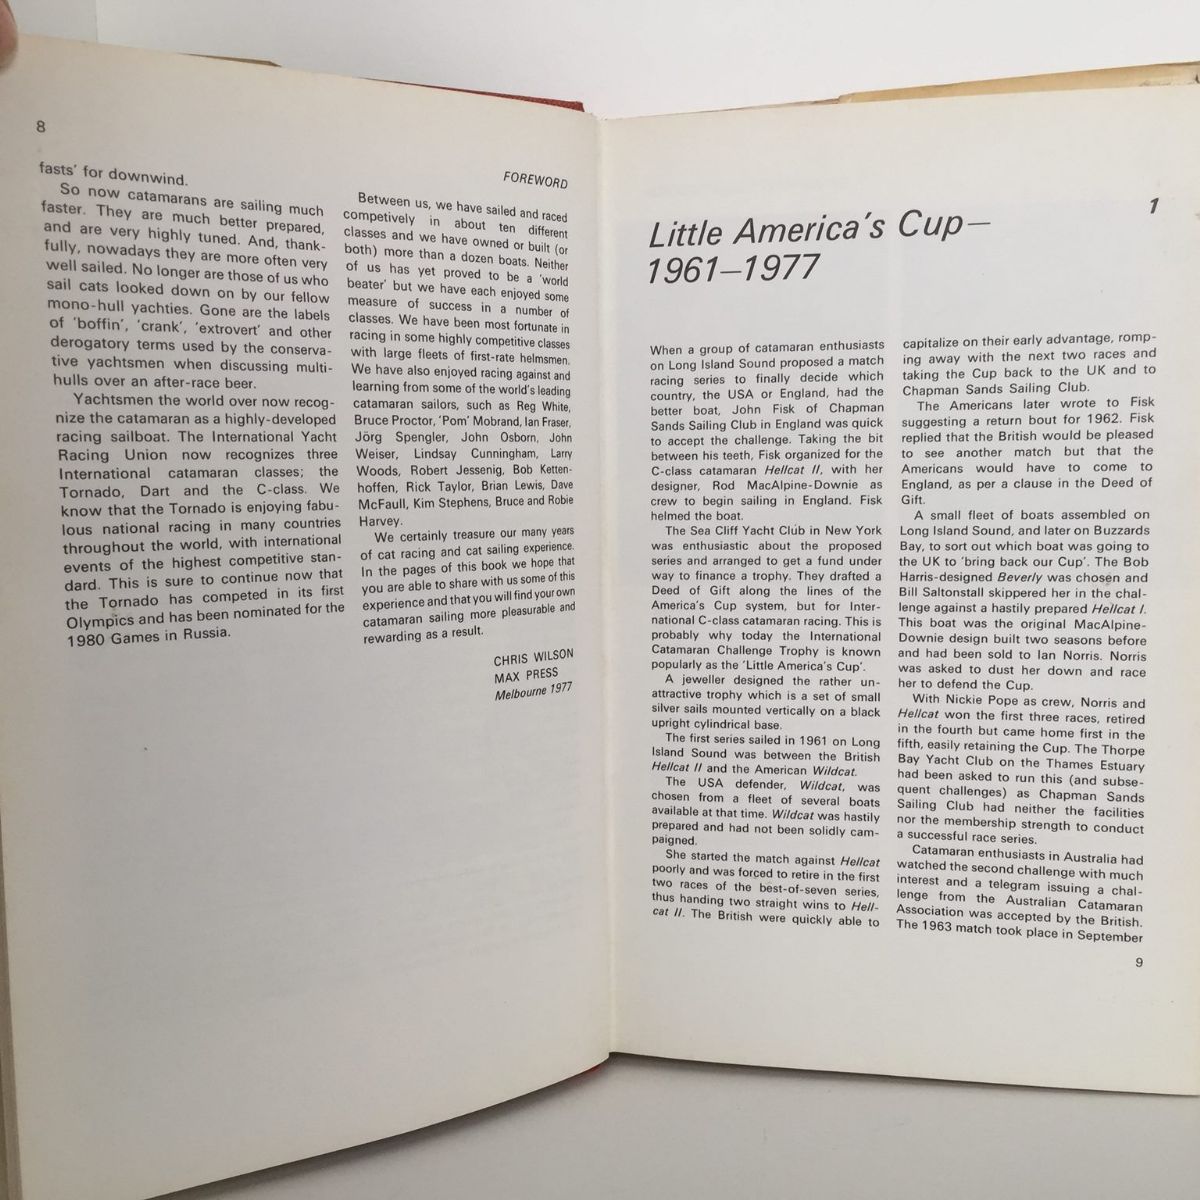 8
FOREWORD
fasts' for downwind.
So now catamarans are sailing much
faster. They are much better prepared,
and are very highly tuned. And, thank-
fully, nowadays they are more often very
well sailed. No longer are those of us who
sail cats looked down on by our fellow
mono-hull yachties. Gone are the labels
of 'boffin', 'crank', 'extrovert' and other
derogatory terms used by the conserva-
tive yachtsmen when discussing multi-
hulls over an after-race beer.
Yachtsmen the world over now recog-
nize the catamaran as a highly-developed
racing sailboat. The International Yacht
Racing Union now recognizes three
International catamaran classes; the
Tornado, Dart and the C-class. We
know that the Tornado is enjoying fabu-
lous national racing in many countries
throughout the world, with international
events of the highest competitive stan-
dard. This is sure to continue now that
the Tornado has competed in its first
Olympics and has been nominated for the
1980 Games in Russia.
Between us, we have sailed and raced
competively in about ten different
classes and we have owned or built (or
both) more than a dozen boats. Neither
of us has yet proved to be a 'world
beater' but we have each enjoyed some
measure of success in a number of
classes. We have been most fortunate in
racing in some highly competitive classes
with large fleets of first-rate helmsmen.
We have also enjoyed racing against and
learning from some of the world's leading
catamaran sailors, such as Reg White,
Bruce Proctor, 'Pom' Mobrand, Ian Fraser,
Jörg Spengler, John Osborn, John
Weiser, Lindsay Cunningham, Larry
Woods, Robert Jessenig, Bob Ketten-
hoffen, Rick Taylor, Brian Lewis, Dave
McFaull, Kim Stephens, Bruce and Robie
Harvey.
We certainly treasure our many years
of cat racing and cat sailing experience.
In the pages of this book we hope that
you are able to share with us some of this
experience and that you will find your own
catamaran sailing more pleasurable and
rewarding as a result.
CHRIS WILSON
MAX PRESS
Melbourne 1977
1
Little America's Cup—
1961–1977
When a group of catamaran enthusiasts
on Long Island Sound proposed a match
racing series to finally decide which
country, the USA or England, had the
better boat, John Fisk of Chapman
Sands Sailing Club in England was quick
to accept the challenge. Taking the bit
between his teeth, Fisk organized for the
C-class catamaran Hellcat II, with her
designer, Rod MacAlpine-Downie as
crew to begin sailing in England. Fisk
helmed the boat.
The Sea Cliff Yacht Club in New York
was enthusiastic about the proposed
series and arranged to get a fund under
way to finance a trophy. They drafted a
Deed of Gift along the lines of the
America's Cup system, but for Inter-
national C-class catamaran racing. This is
probably why today the International
Catamaran Challenge Trophy is known
popularly as the 'Little America's Cup'.
A jeweller designed the rather un-
attractive trophy which is a set of small
silver sails mounted vertically on a black
upright cylindrical base.
The first series sailed in 1961 on Long
Island Sound was between the British
Hellcat II and the American Wildcat.
The USA defender, Wildcat, was
chosen from a fleet of several boats
available at that time. Wildcat was hastily
prepared and had not been solidly cam-
paigned.
She started the match against Hellcat
poorly and was forced to retire in the first
two races of the best-of-seven series,
thus handing two straight wins to Hell-
cat II. The British were quickly able to
capitalize on their early advantage, romp-
ing away with the next two races and
taking the Cup back to the UK and to
Chapman Sands Sailing Club.
The Americans later wrote to Fisk
suggesting a return bout for 1962. Fisk
replied that the British would be pleased
to see another match but that the
Americans would have to come to
England, as per a clause in the Deed of
Gift.
A small fleet of boats assembled on
Long Island Sound, and later on Buzzards
Bay, to sort out which boat was going to
the UK to 'bring back our Cup'. The Bob
Harris-designed Beverly was chosen and
Bill Saltonstall skippered her in the chal-
lenge against a hastily prepared Hellcat I.
This boat was the original MacAlpine-
Downie design built two seasons before
and had been sold to Ian Norris. Norris
was asked to dust her down and race
her to defend the Cup.
With Nickie Pope as crew, Norris and
Hellcat won the first three races, retired
in the fourth but came home first in the
fifth, easily retaining the Cup. The Thorpe
Bay Yacht Club on the Thames Estuary
had been asked to run this (and subse-
quent challenges) as Chapman Sands
Sailing Club had neither the facilities
nor the membership strength to conduct
a successful race series.
Catamaran enthusiasts in Australia had
watched the second challenge with much
interest and a telegram issuing a chal-
lenge from the Australian Catamaran
Association was accepted by the British.
The 1963 match took place in September
9